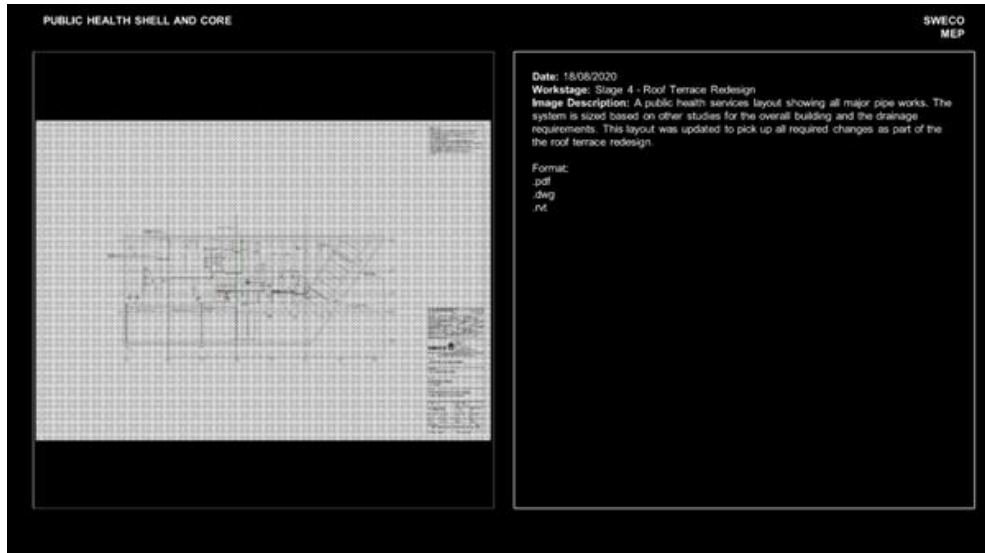 PUBLIC HEALTH SHELL AND CORE
SWECO
MEP
Date: 18/08/2020
Workstage: Stage 4 - Roof Terrace Redesign
Image Description: A public health services layout showing all major pipe works. The
system is sized based on other studies for the overall building and the drainage
requirements. This layout was updated to pick up all required changes as part of the
the roof terrace redesign.
Format:
.pdf
.dwg
.rvt